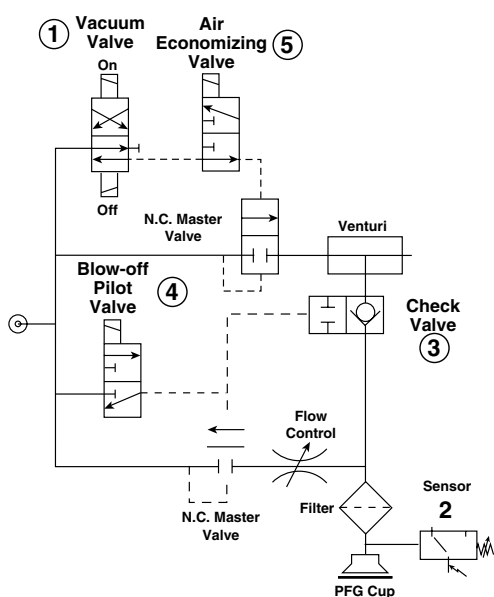 1
Vacuum
Valve
On
Off
Air
Economizing
Valve
5
N.C. Master
Valve
Venturi
Blow-off
Pilot
Valve
4
Check
Valve
3
Flow
Control
N.C. Master
Valve
Filter
Sensor
2
PFG Cup